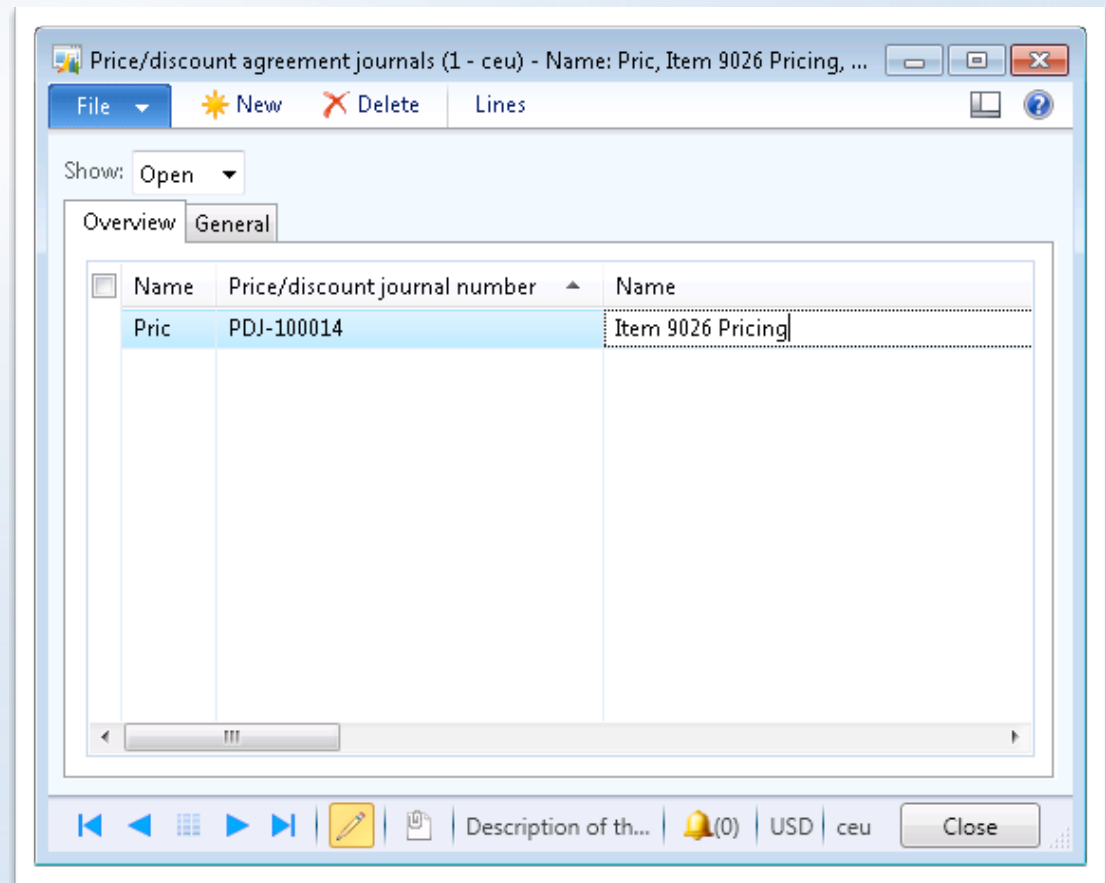 Price/discount agreement journals (1 - ceu) - Name: Pric, Item 9026 Pricing, ...
File New Delete Lines
Show: Open
Overview General
Name Price/discount journal number Name
Pric PDJ-100014 Item 9026 Pricing
Description of th... (0) USD ceu Close